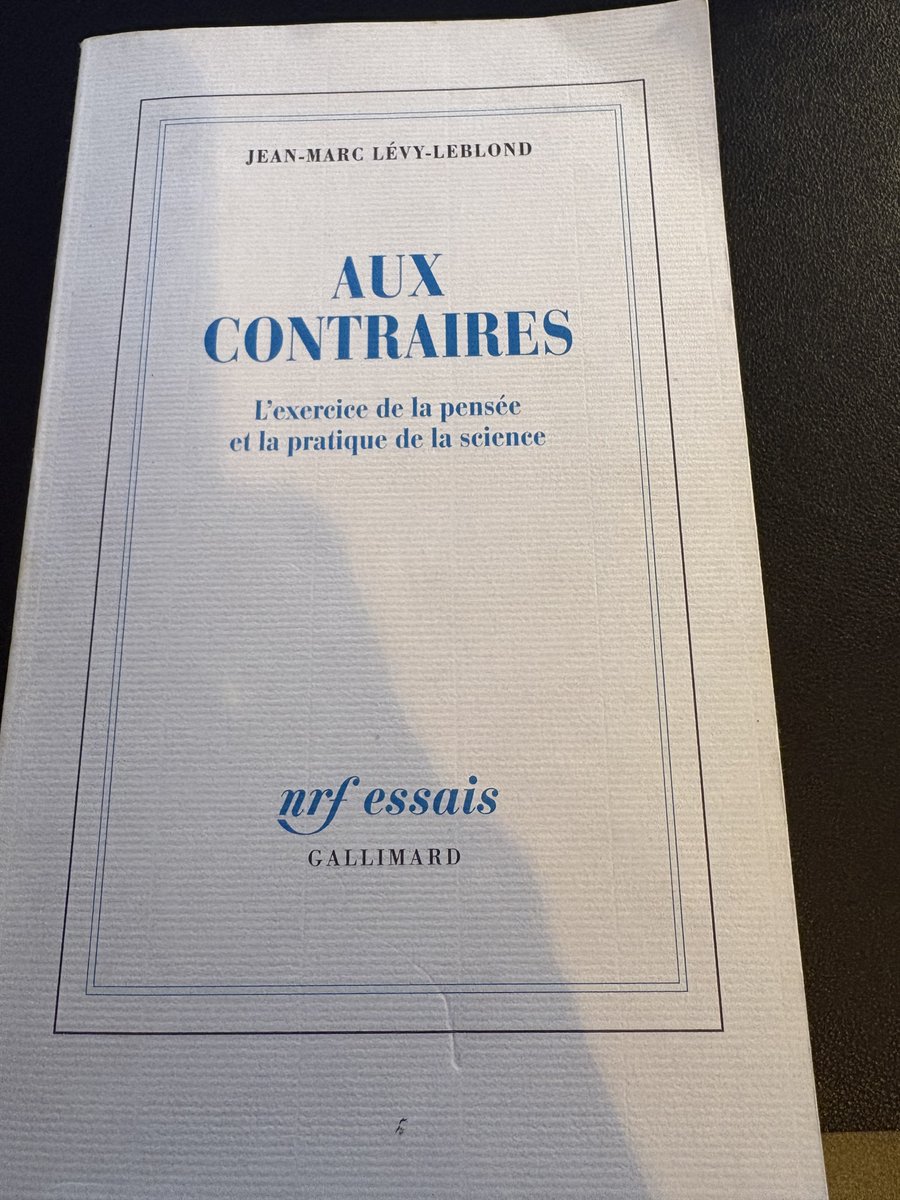 JEAN-MARC LÉVY-LEBLOND
AUX
CONTRAIRES
L'exercice de la pensée
et la pratique de la science
nrf essais
GALLIMARD